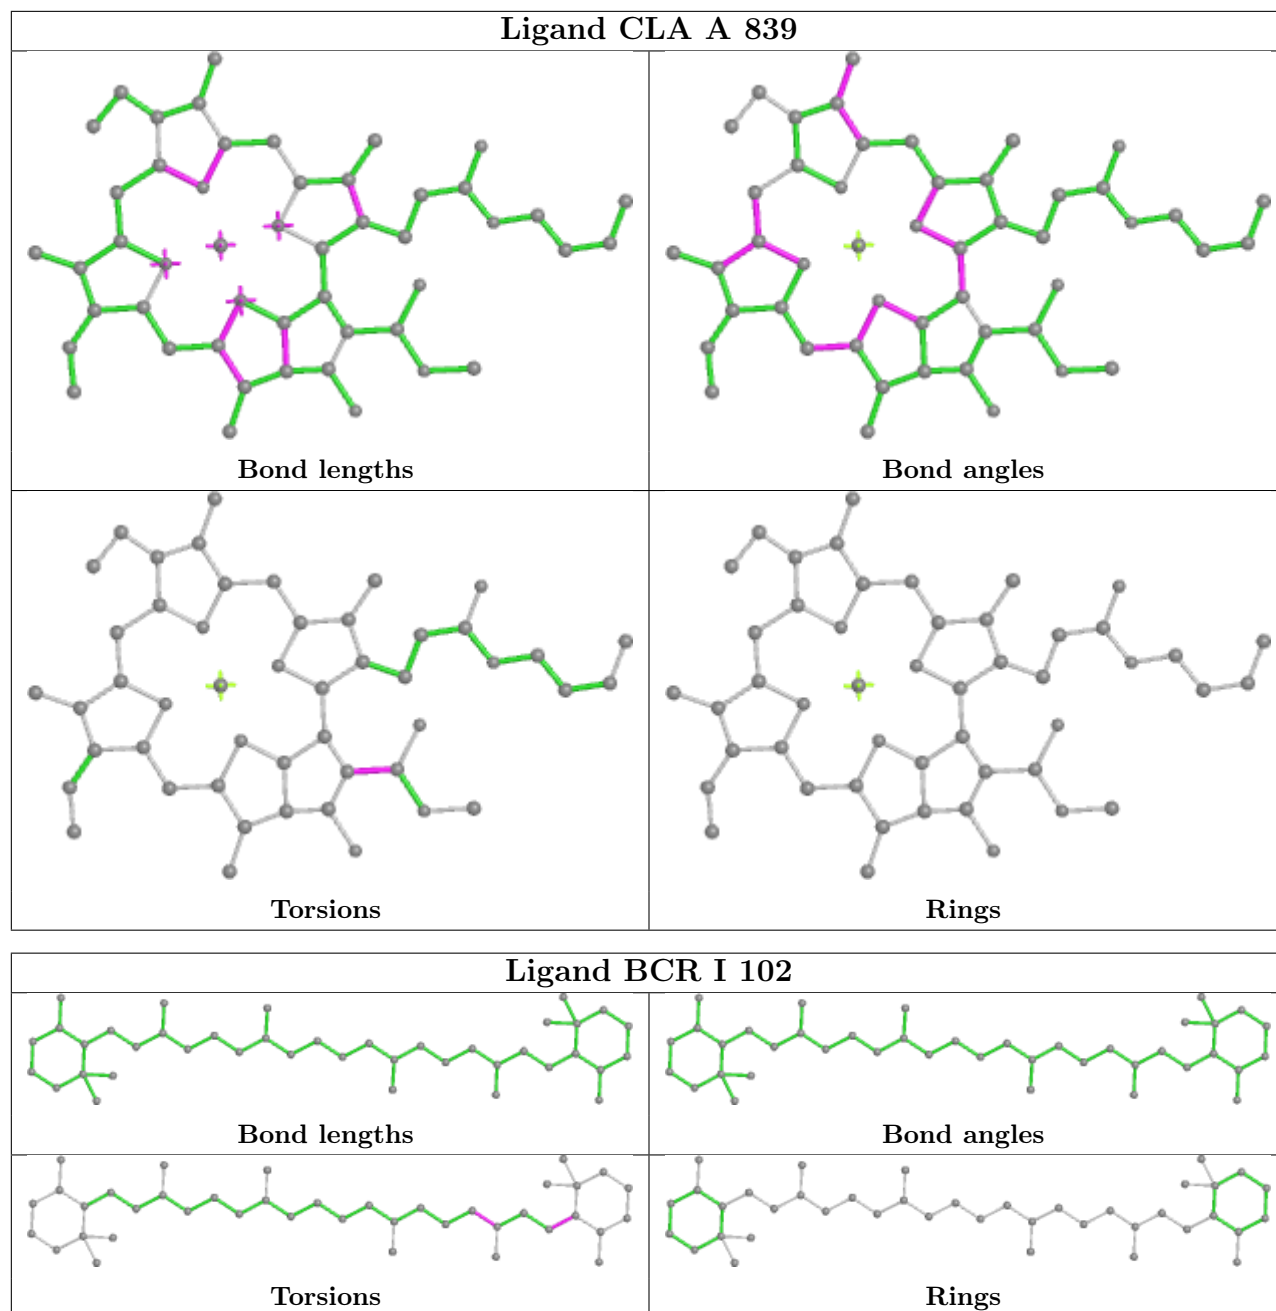 Ligand CLA A 839
Bond lengths
Bond angles
Torsions
Rings
Ligand BCR I 102
Bond lengths
Bond angles
Torsions
Rings